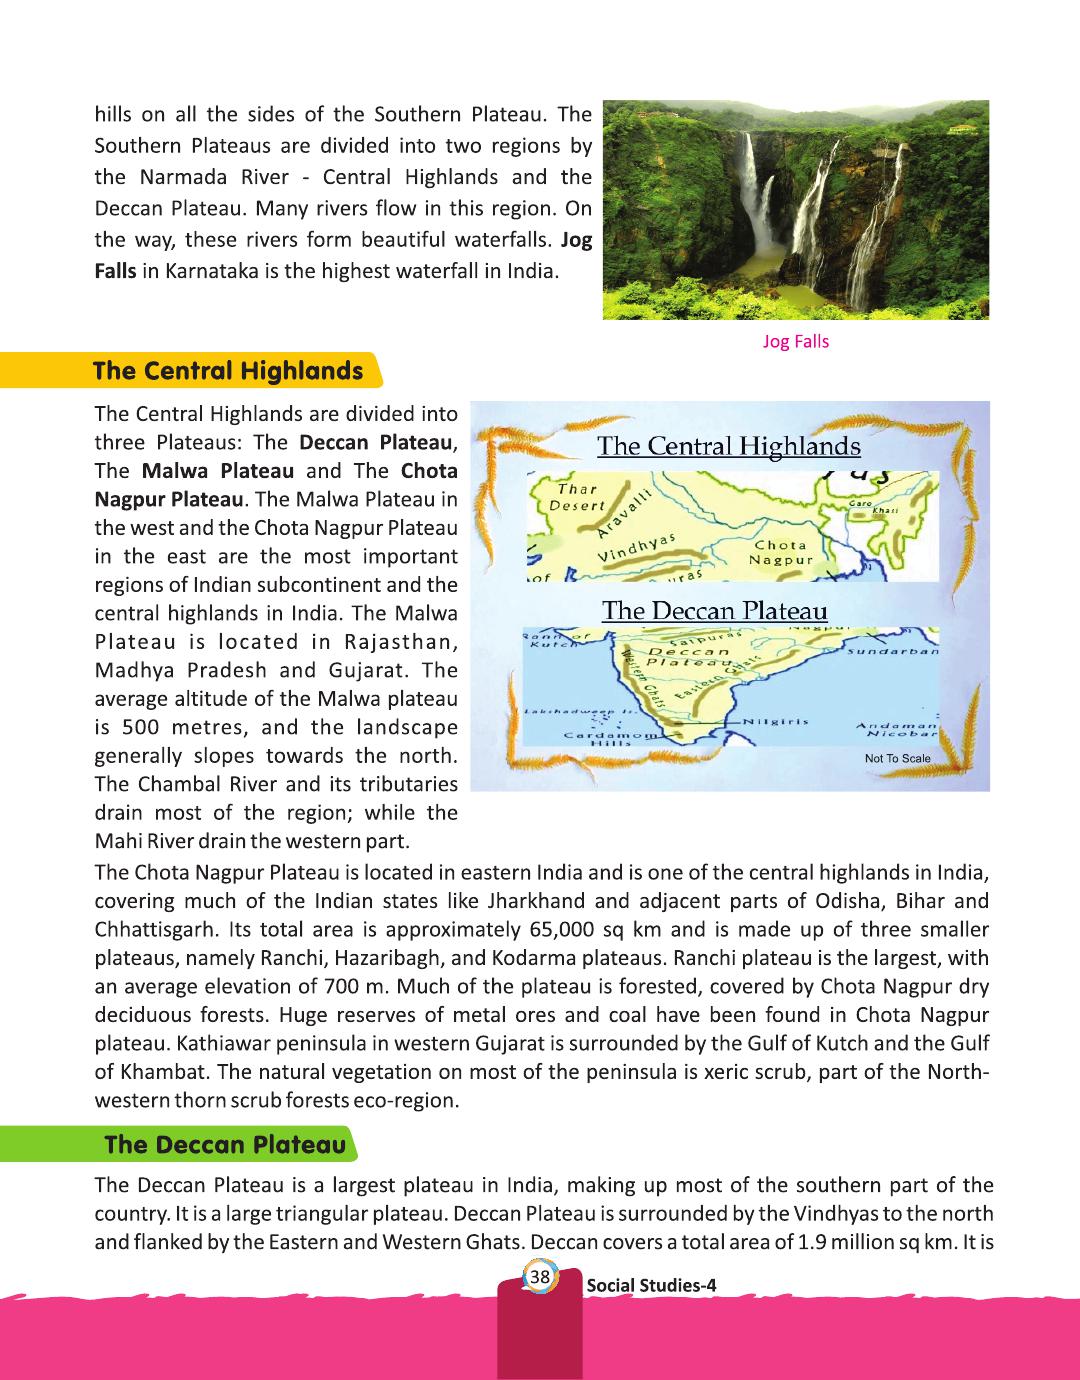 hills on all the sides of the Southern Plateau. The
Southern Plateaus are divided into two regions by
the Narmada River - Central Highlands and the
Deccan Plateau. Many rivers flow in this region. On
the way, these rivers form beautiful waterfalls. Jog
Falls in Karnataka is the highest waterfall in India.
Jog Falls
The Central Highlands
The Central Highlands are divided into
three Plateaus: The Deccan Plateau,
The Malwa Plateau and The Chota
Nagpur Plateau. The Malwa Plateau in
the west and the Chota Nagpur Plateau
in the east are the most important
regions of Indian subcontinent and the
central highlands in India. The Malwa
Plateau is located in Rajasthan,
Madhya Pradesh and Gujarat. The
average altitude of the Malwa plateau
is 500 metres, and the landscape
generally slopes towards the north.
The Chambal River and its tributaries
drain most of the region; while the
Mahi River drain the western part.
The Central Highlands
Thar
Desert
Aravalli
Garo
Khasi
Vindhyas
Chota
Nagpur
of
uras
The Deccan Plateau
Rann of
Kutch
Satpuras
Deccan
Plateau
Western Ghats
Eastern Ghats
Sundarban
Lakshadweep Is.
Nilgiris
Cardamom
Hills
Andaman
Nicobar
Not To Scale
The Chota Nagpur Plateau is located in eastern India and is one of the central highlands in India,
covering much of the Indian states like Jharkhand and adjacent parts of Odisha, Bihar and
Chhattisgarh. Its total area is approximately 65,000 sq km and is made up of three smaller
plateaus, namely Ranchi, Hazaribagh, and Kodarma plateaus. Ranchi plateau is the largest, with
an average elevation of 700 m. Much of the plateau is forested, covered by Chota Nagpur dry
deciduous forests. Huge reserves of metal ores and coal have been found in Chota Nagpur
plateau. Kathiawar peninsula in western Gujarat is surrounded by the Gulf of Kutch and the Gulf
of Khambat. The natural vegetation on most of the peninsula is xeric scrub, part of the North-
western thorn scrub forests eco-region.
The Deccan Plateau
The Deccan Plateau is a largest plateau in India, making up most of the southern part of the
country. It is a large triangular plateau. Deccan Plateau is surrounded by the Vindhyas to the north
and flanked by the Eastern and Western Ghats. Deccan covers a total area of 1.9 million sq km. It is
38
Social Studies-4